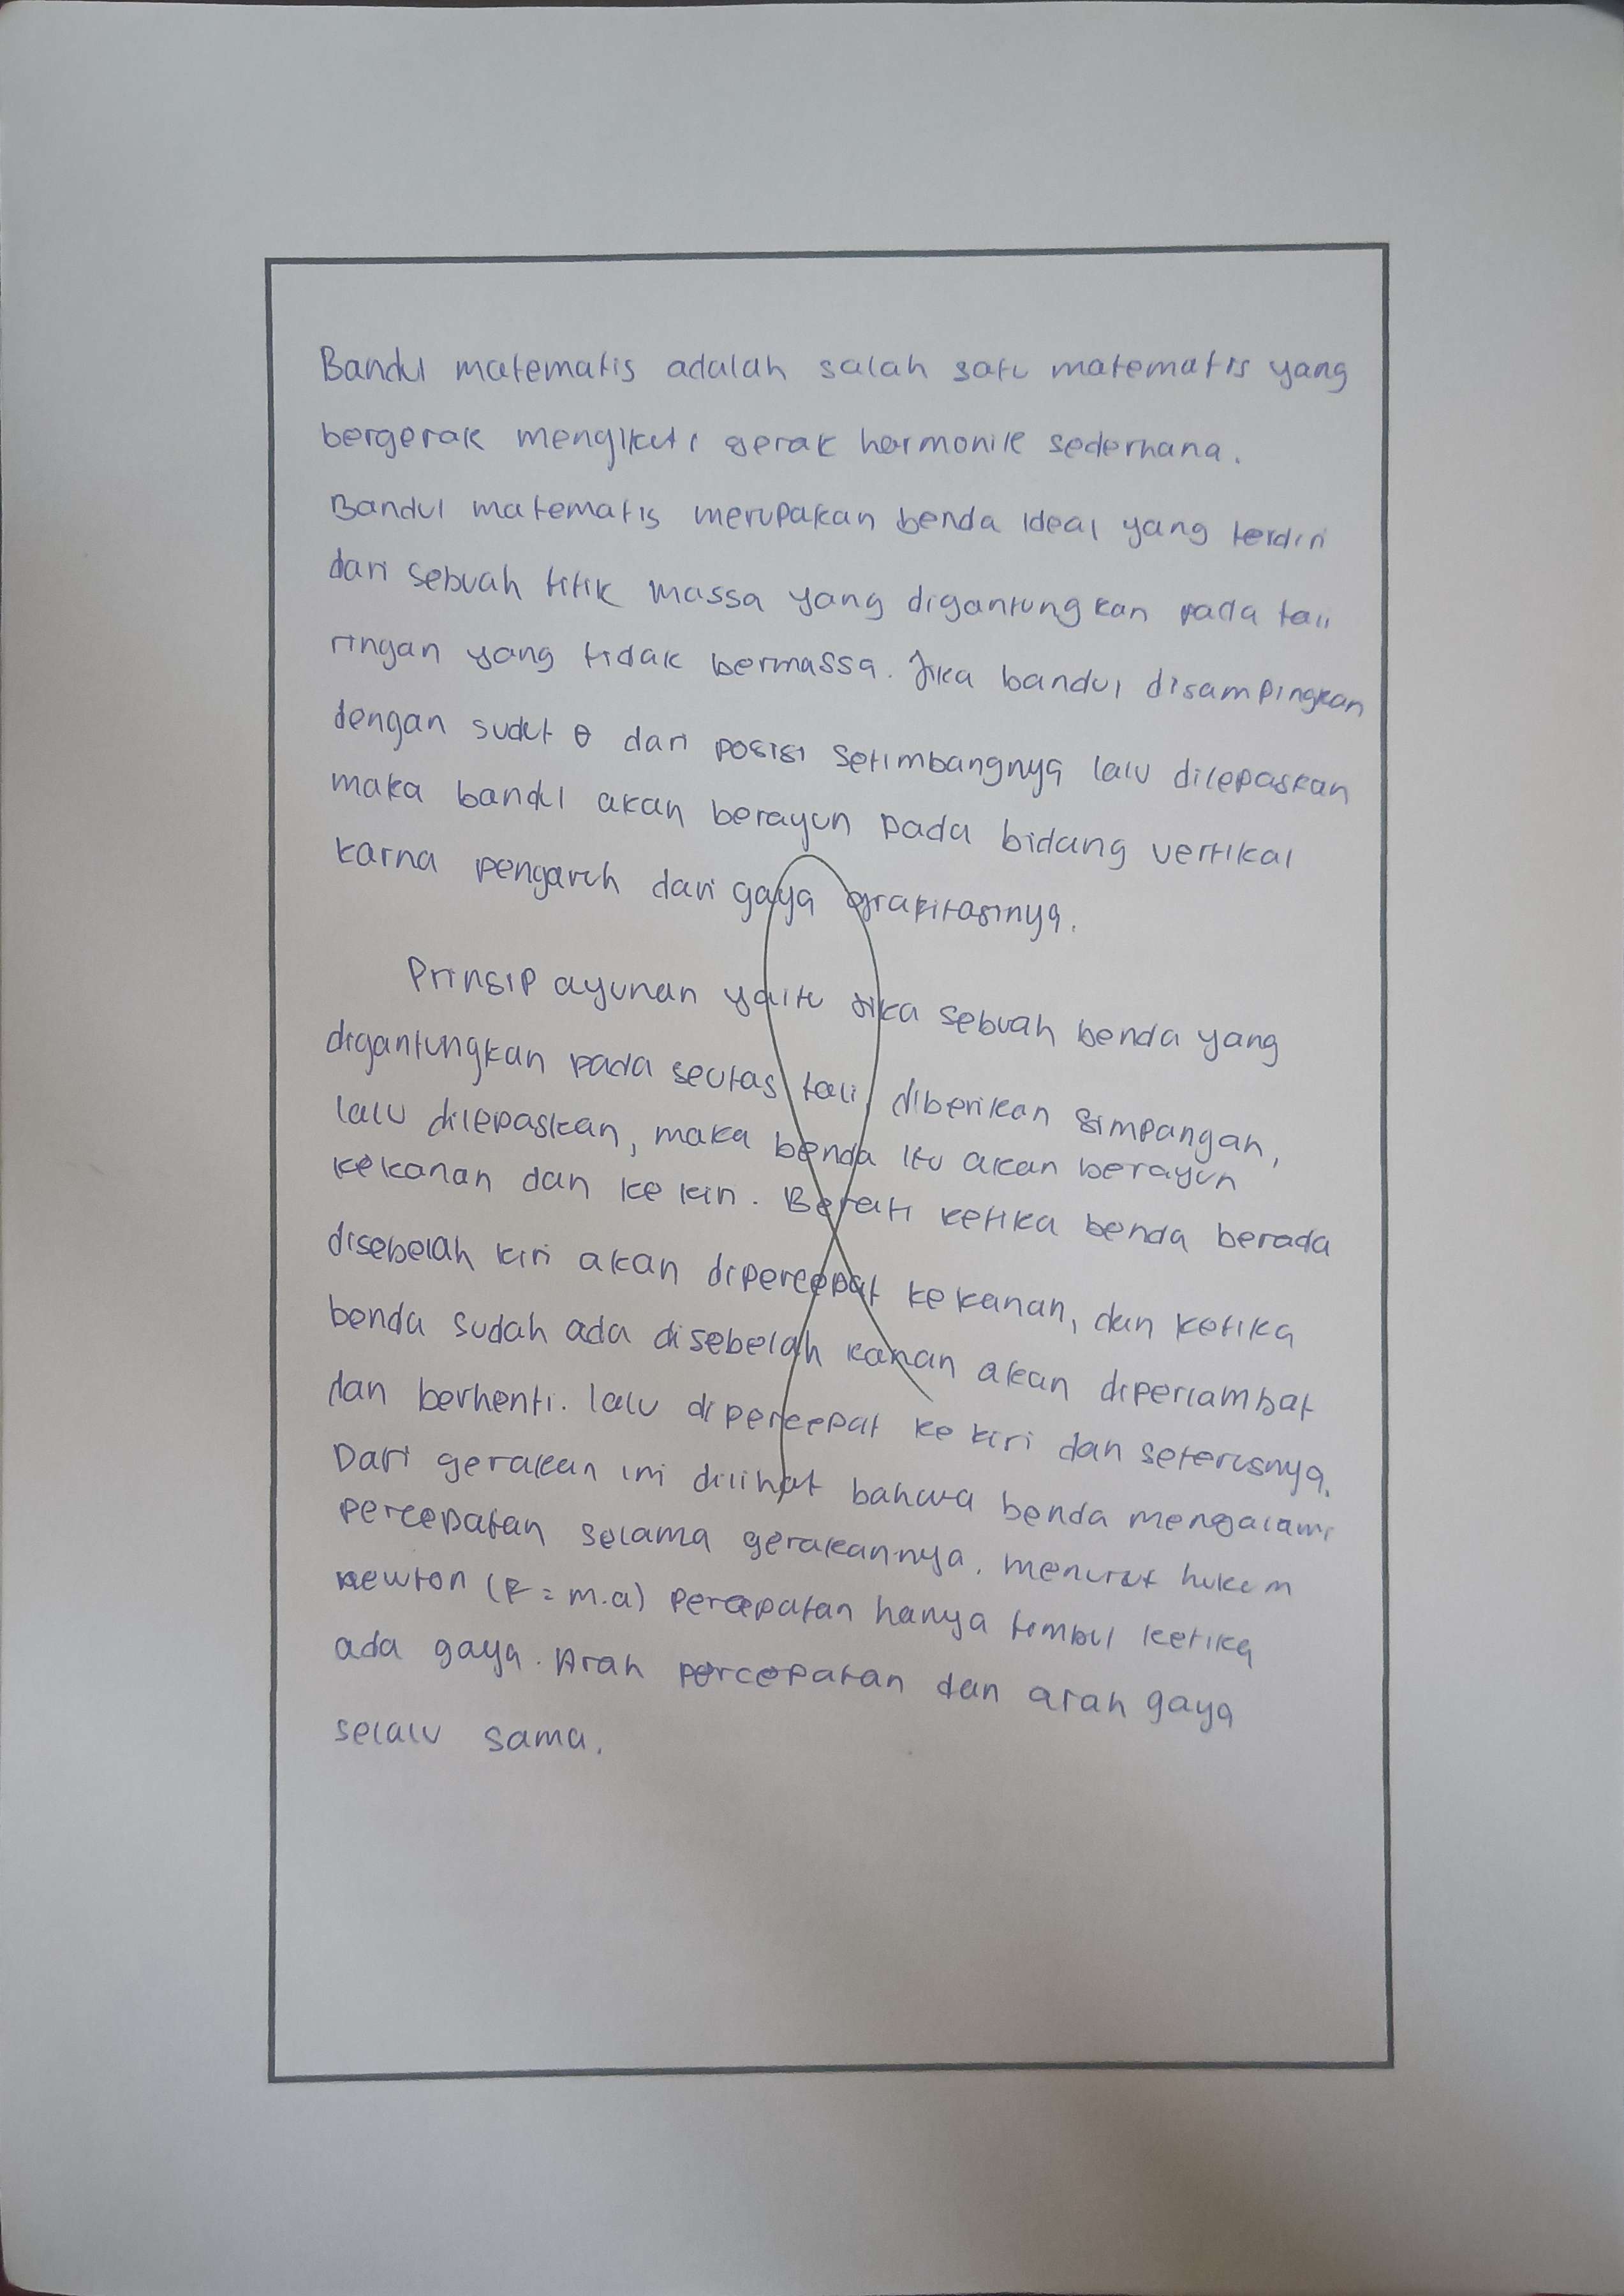 Bandul matematis adalah salah satu matematis yang
bergerak mengikuti gerak harmonik sederhana.
Bandul matematis merupakan benda ideal yang terdiri
dari sebuah titik massa yang digantungkan pada tali
ringan yang tidak bermassa. Jika bandul disampingkan
dengan sudut θ dari posisi setimbangnya lalu dilepaskan
maka bandul akan berayun pada bidang vertikal
karna pengaruh dari gaya grafitasinya.
Prinsip ayunan yaitu jika sebuah benda yang
digantungkan pada seutas tali, diberikan simpangan,
lalu dilepaskan, maka benda itu akan berayun
kekanan dan ke kiri. Berati ketika benda berada
disebelah kiri akan dipercepat ke kanan, dan ketika
benda sudah ada disebelah kanan akan diperlambat
dan berhenti. lalu dipercepat ke kiri dan seterusnya.
Dari gerakan ini dilihat bahwa benda mengalami
percepatan selama gerakannya. menurut hukum
newton (F = m.a) percepatan hanya timbul ketika
ada gaya. Arah percepatan dan arah gaya
selalu sama.